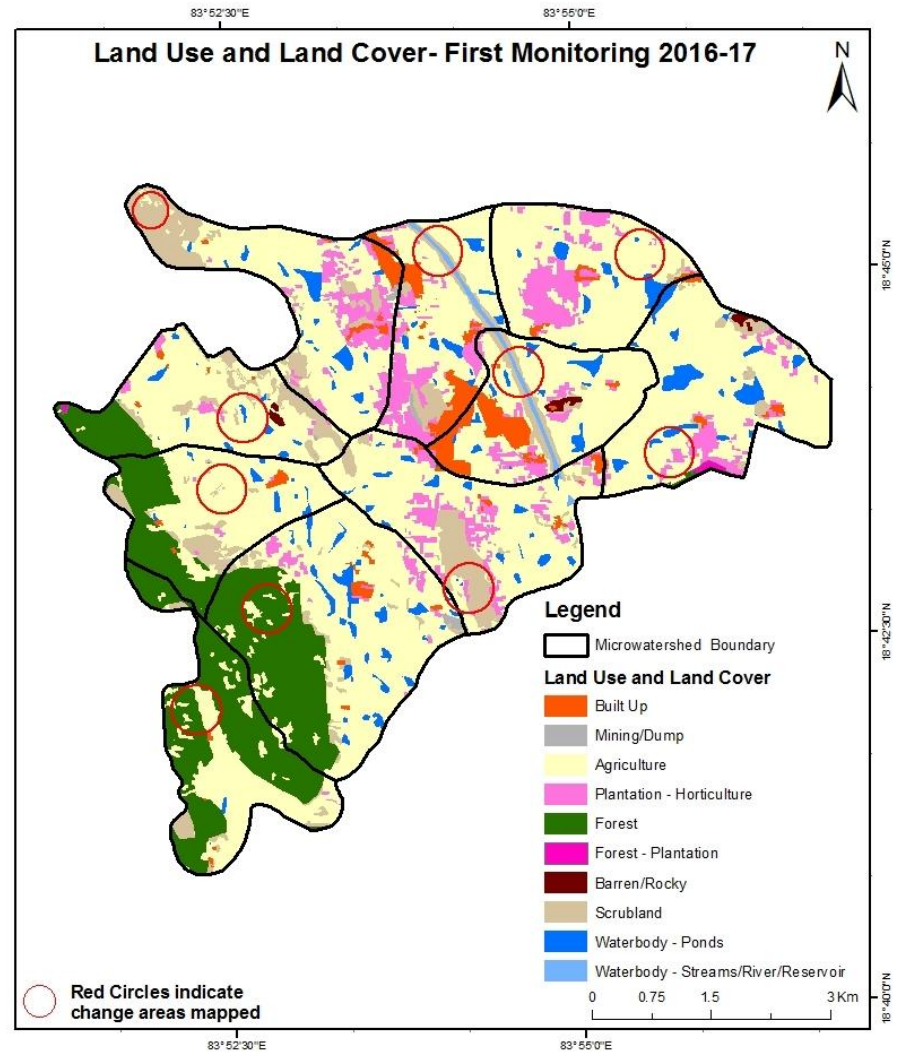 83°52'30"E
83°55'0"E
Land Use and Land Cover- First Monitoring 2016-17
N
18°45'0"N
18°42'30"N
Legend
Microwatershed Boundary
Land Use and Land Cover
Built Up
Mining/Dump
Agriculture
Plantation - Horticulture
Forest
Forest - Plantation
Barren/Rocky
Scrubland
Waterbody - Ponds
Waterbody - Streams/River/Reservoir
Red Circles indicate
change areas mapped
0 0.75 1.5 3 Km
18°40'0"N
83°52'30"E
83°55'0"E